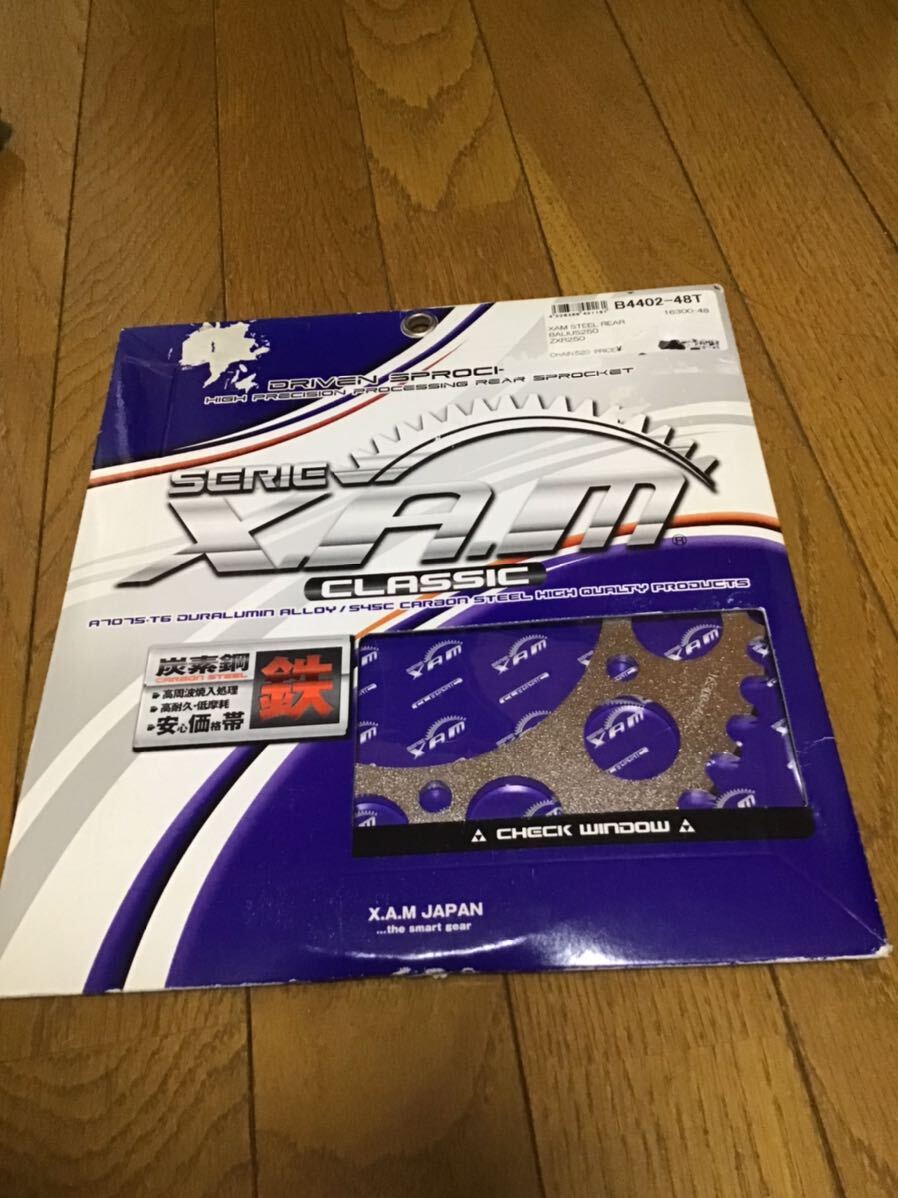 B4402-48T
16300-48
XAM STEEL REAR
BALIUS250
ZXR250
CHAIN520 PRICE¥
DRIVEN SPROCK
HIGH PRECISION PROCESSING REAR SPROCKET
SERIE
X.A.M
®
CLASSIC
A7075-T6 DURALUMIN ALLOY / S45C CARBON STEEL HIGH QUALTY PRODUCTS
炭素鋼
CARBON STEEL
鉄
高周波焼入処理
高耐久・低摩耗
安心価格帯
X.A.M
X.A.M
X.A.M
X.A.M
CHECK WINDOW
X.A.M JAPAN
...the smart gear